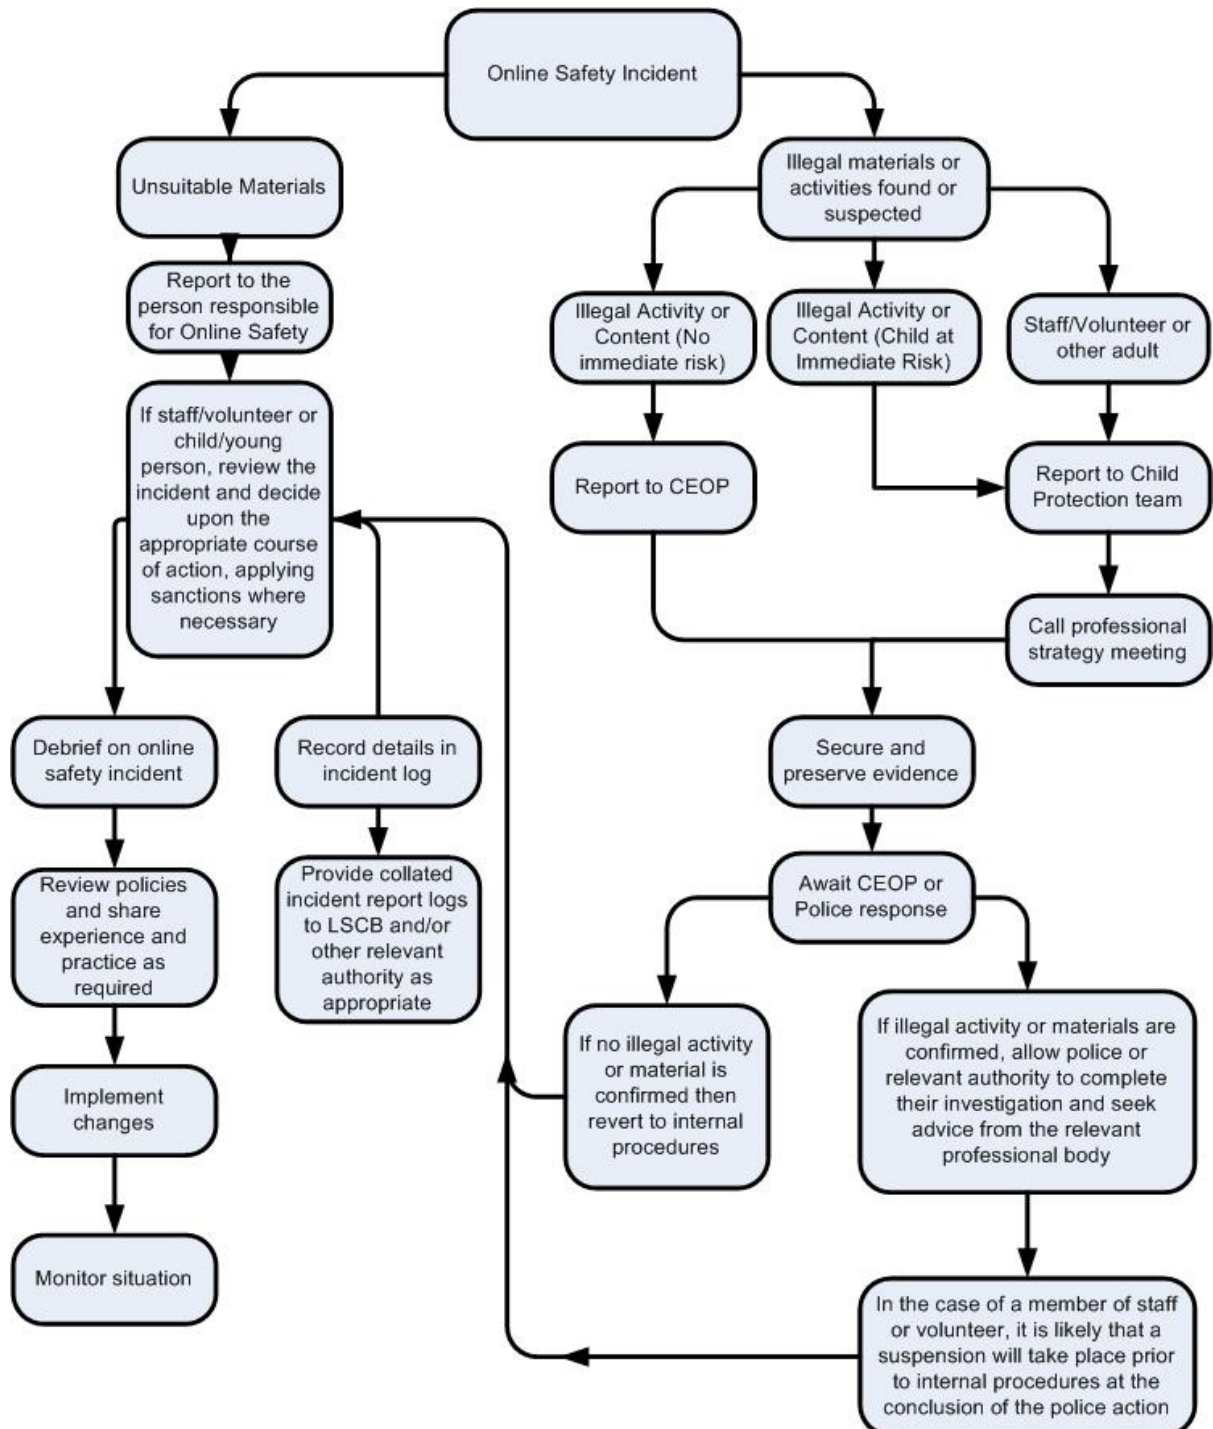 Online Safety Incident
Unsuitable Materials
Report to the
person responsible
for Online Safety
If staff/volunteer or
child/young
person, review the
incident and decide
upon the
appropriate course
of action, applying
sanctions where
necessary
Debrief on online
safety incident
Review policies
and share
experience and
practice as
required
Implement
changes
Monitor situation
Record details in
incident log
Provide collated
incident report logs
to LSCB and/or
other relevant
authority as
appropriate
Illegal materials or
activities found or
suspected
Illegal Activity or
Content (No
immediate risk)
Illegal Activity or
Content (Child at
Immediate Risk)
Staff/Volunteer or
other adult
Report to CEOP
Report to Child
Protection team
Call professional
strategy meeting
Secure and
preserve evidence
Await CEOP or
Police response
If no illegal activity
or material is
confirmed then
revert to internal
procedures
If illegal activity or materials are
confirmed, allow police or
relevant authority to complete
their investigation and seek
advice from the relevant
professional body
In the case of a member of staff
or volunteer, it is likely that a
suspension will take place prior
to internal procedures at the
conclusion of the police action